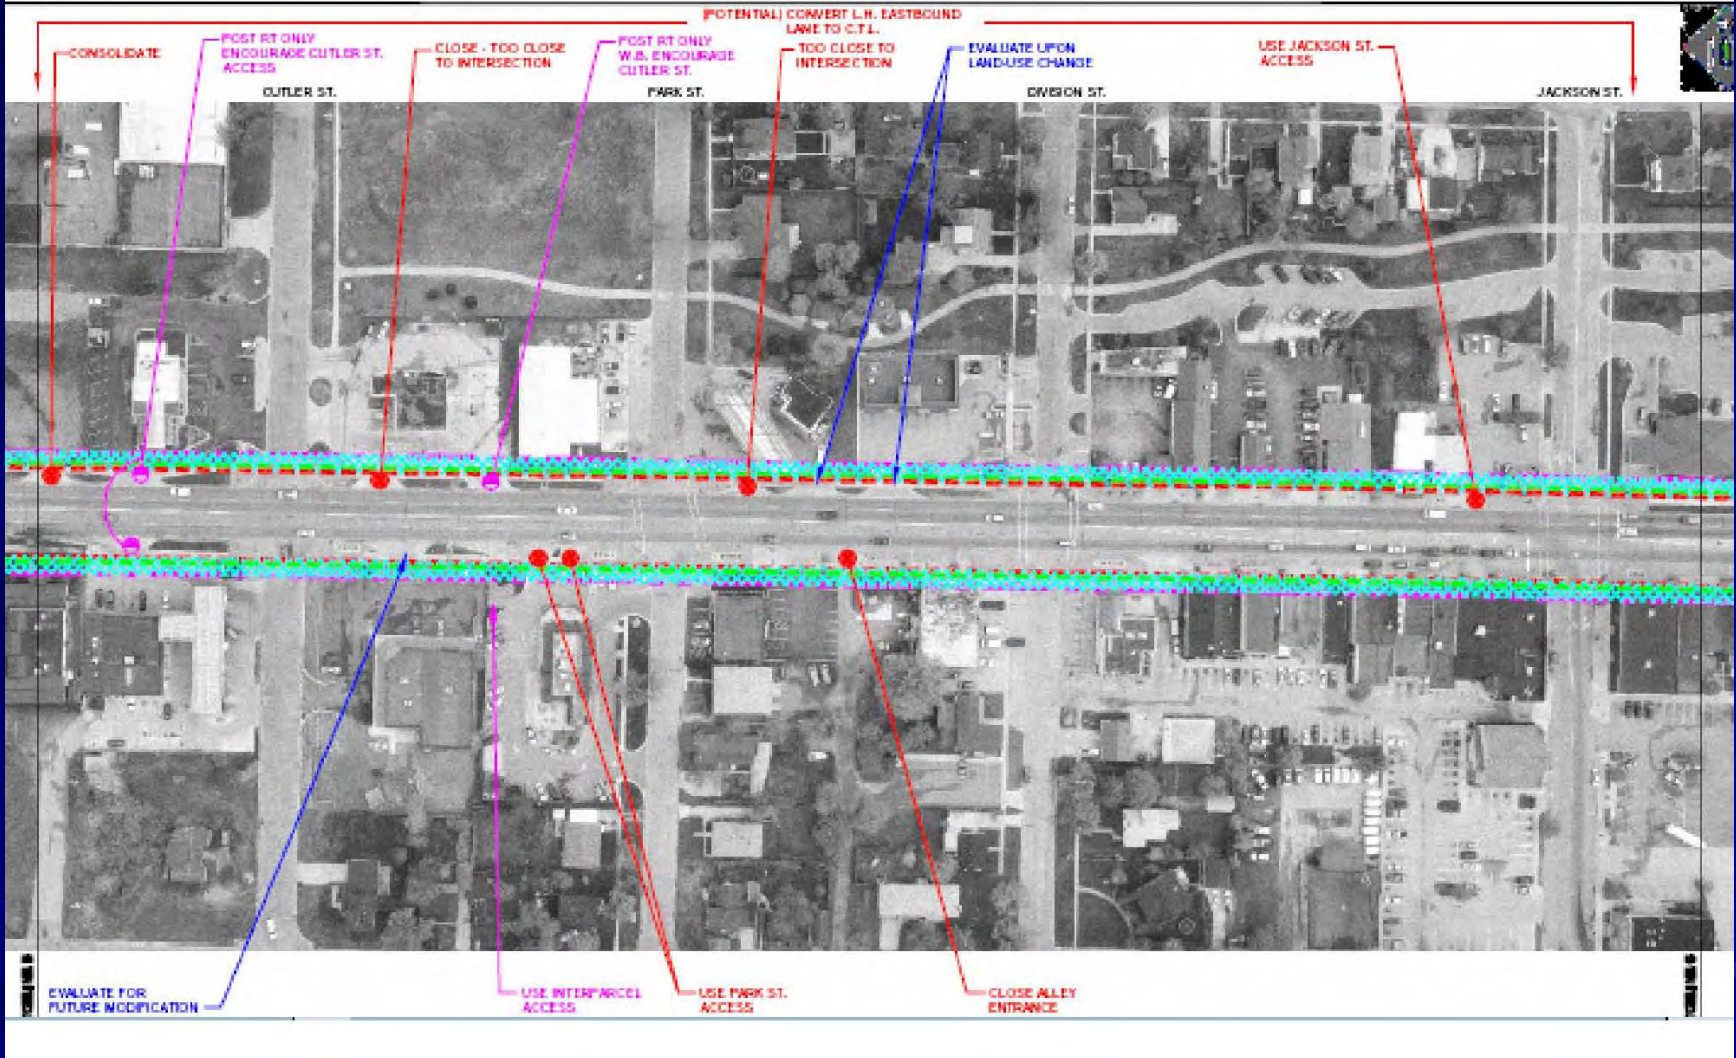 (POTENTIAL) CONVERT L.H. EASTBOUND
LANE TO C.T.L.
CONSOLIDATE
POST RT ONLY
ENCOURAGE CUTLER ST.
ACCESS
CLOSE - TOO CLOSE
TO INTERSECTION
POST RT ONLY
W.B. ENCOURAGE
CUTLER ST.
TOO CLOSE TO
INTERSECTION
EVALUATE UPON
LAND-USE CHANGE
USE JACKSON ST.
ACCESS
CUTLER ST.
PARK ST.
DIVISION ST.
JACKSON ST.
EVALUATE FOR
FUTURE MODIFICATION
USE INTERPARCEL
ACCESS
USE PARK ST.
ACCESS
CLOSE ALLEY
ENTRANCE